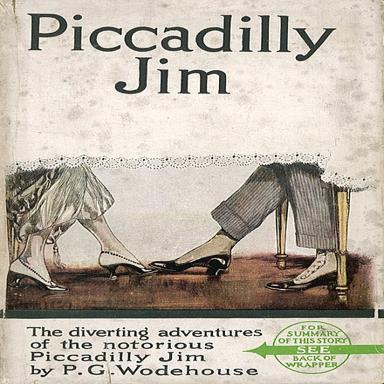 Piccadilly
Jim
The diverting adventures
of the notorious
Piccadilly Jim
by P.G. Wodehouse
FOR
SUMMARY
OF THIS STORY
SEE
BACK OF
WRAPPER